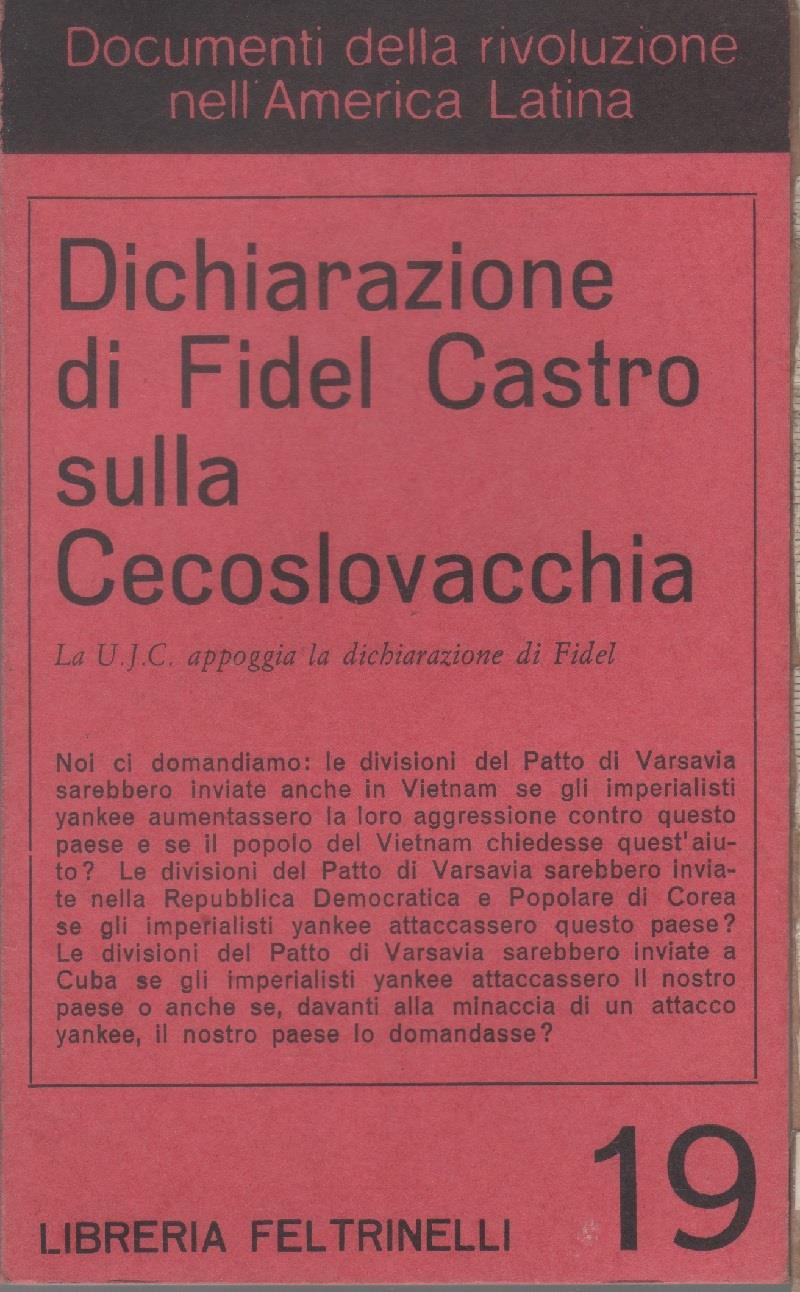 Documenti della rivoluzione
nell'America Latina
Dichiarazione
di Fidel Castro
sulla
Cecoslovacchia
La U.J.C. appoggia la dichiarazione di Fidel
Noi ci domandiamo: le divisioni del Patto di Varsavia
sarebbero inviate anche in Vietnam se gli imperialisti
yankee aumentassero la loro aggressione contro questo
paese e se il popolo del Vietnam chiedesse quest'aiu-
to? Le divisioni del Patto di Varsavia sarebbero invia-
te nella Repubblica Democratica e Popolare di Corea
se gli imperialisti yankee attaccassero questo paese?
Le divisioni del Patto di Varsavia sarebbero inviate a
Cuba se gli imperialisti yankee attaccassero il nostro
paese o anche se, davanti alla minaccia di un attacco
yankee, il nostro paese lo domandasse?
LIBRERIA FELTRINELLI
19